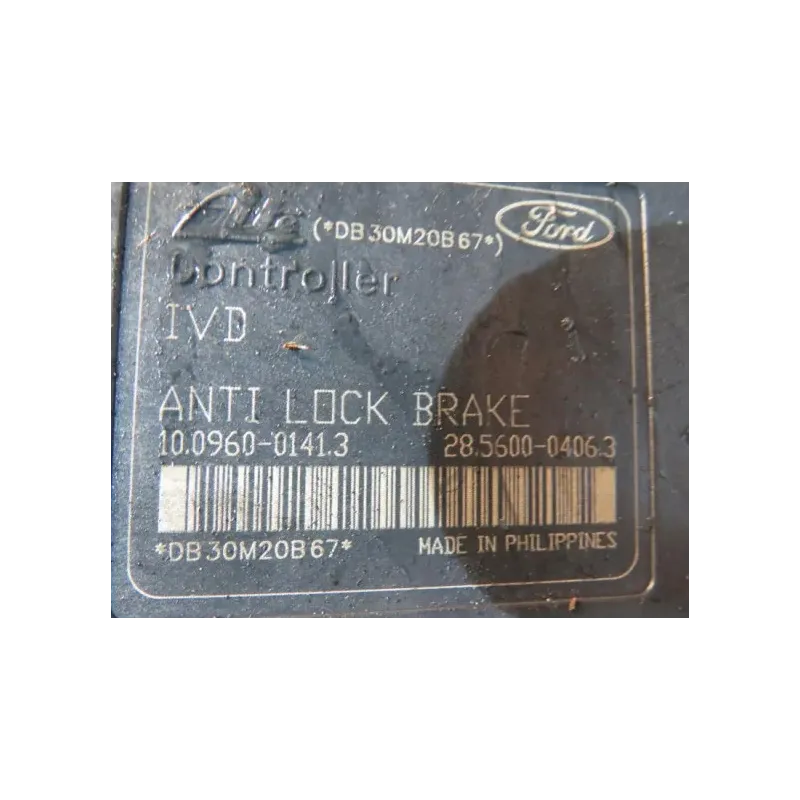 Ate (*DB30M20B67*) Ford
Controller
IVD
ANTI LOCK BRAKE
10.0960-0141.3 28.5600-0406.3
*DB30M20B67* MADE IN PHILIPPINES